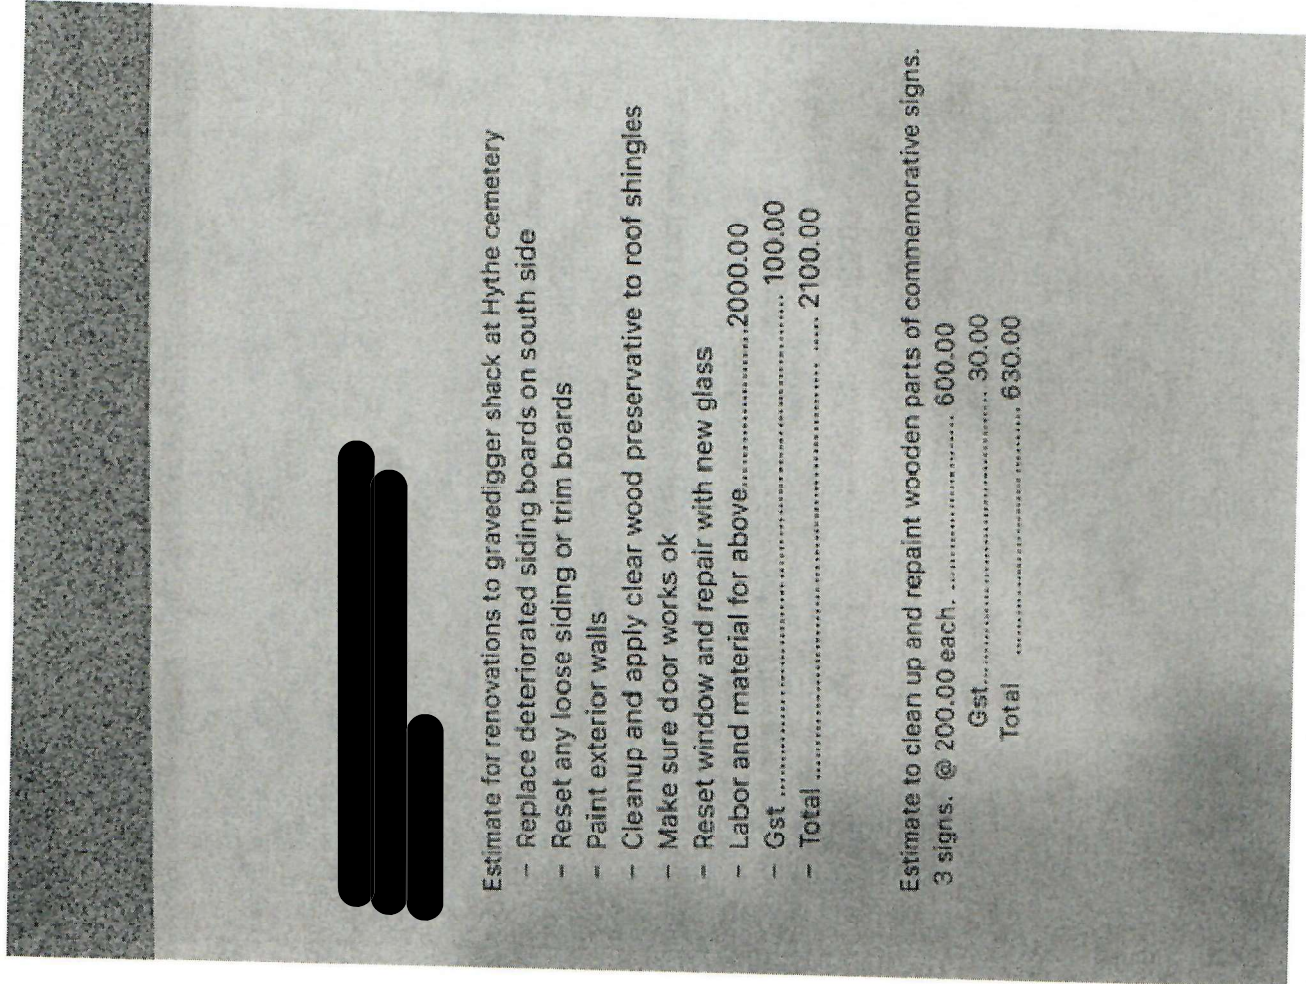 Estimate for renovations to gravedigger shack at Hythe cemetery
– Replace deteriorated siding boards on south side
– Reset any loose siding or trim boards
– Paint exterior walls
– Cleanup and apply clear wood preservative to roof shingles
– Make sure door works ok
– Reset window and repair with new glass
– Labor and material for above....................2000.00
– Gst ............................................................ 100.00
– Total ........................................................ ..... 2100.00
Estimate to clean up and repaint wooden parts of commemorative signs.
3 signs. @ 200.00 each. ........................ 600.00
Gst.......................................... 30.00
Total ................................... 630.00